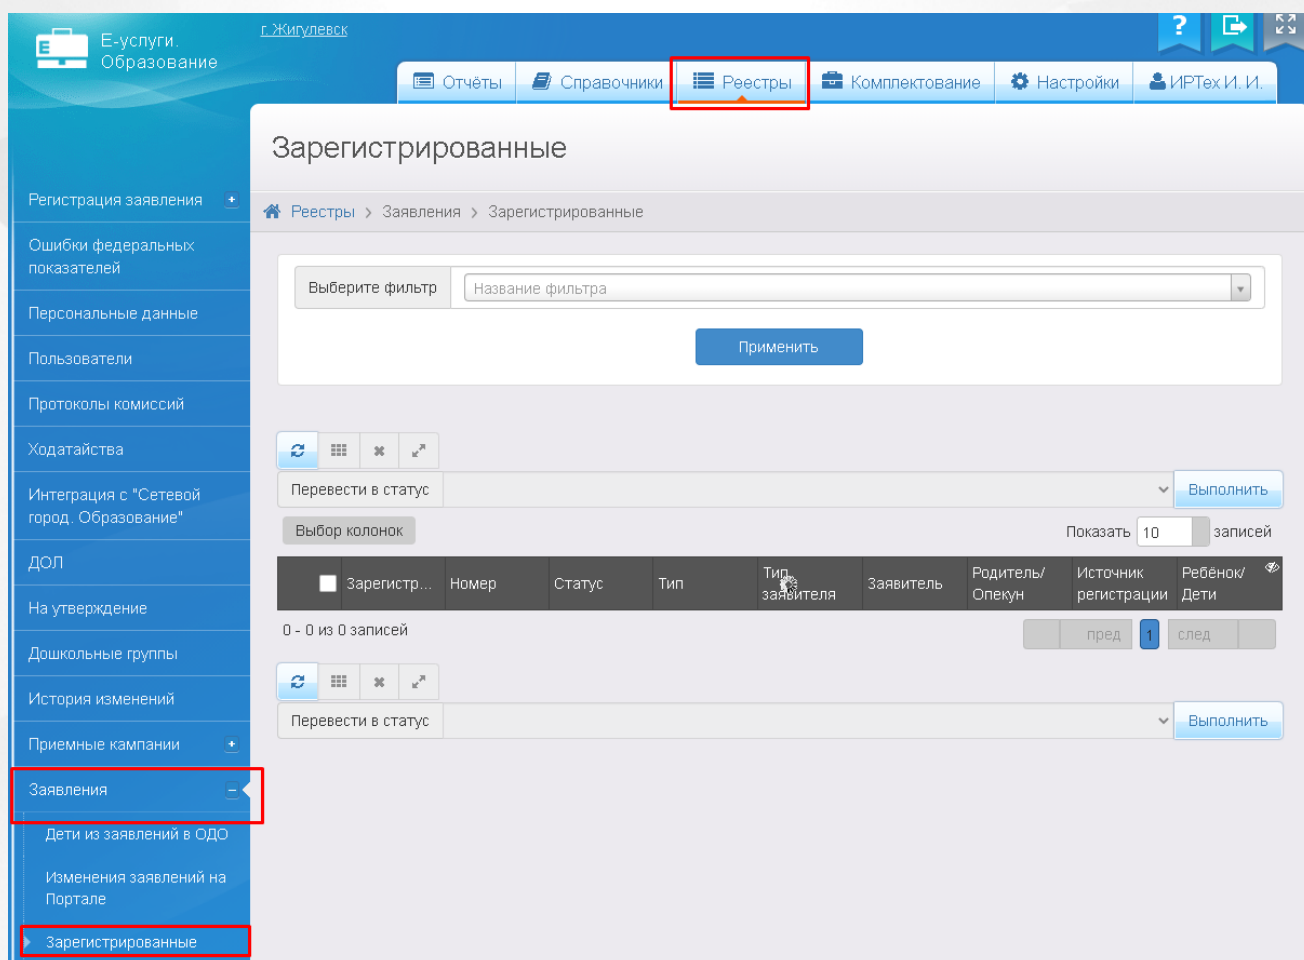 Е-услуги.
Образование
г. Жигулевск
?
Отчёты
Справочники
Реестры
Комплектование
Настройки
ИРТех И. И.
Зарегистрированные
Реестры > Заявления > Зарегистрированные
Регистрация заявления
Ошибки федеральных
показателей
Персональные данные
Пользователи
Протоколы комиссий
Ходатайства
Интеграция с "Сетевой
город. Образование"
ДОЛ
На утверждение
Дошкольные группы
История изменений
Приемные кампании
Заявления
Дети из заявлений в ОДО
Изменения заявлений на
Портале
Зарегистрированные
Выберите фильтр
Название фильтра
Применить
Перевести в статус
Выполнить
Выбор колонок
Показать 10 записей
Зарегистр...
Номер
Статус
Тип
Тип
заявителя
Заявитель
Родитель/
Опекун
Источник
регистрации
Ребёнок/
Дети
0 - 0 из 0 записей
пред 1 след
Перевести в статус
Выполнить